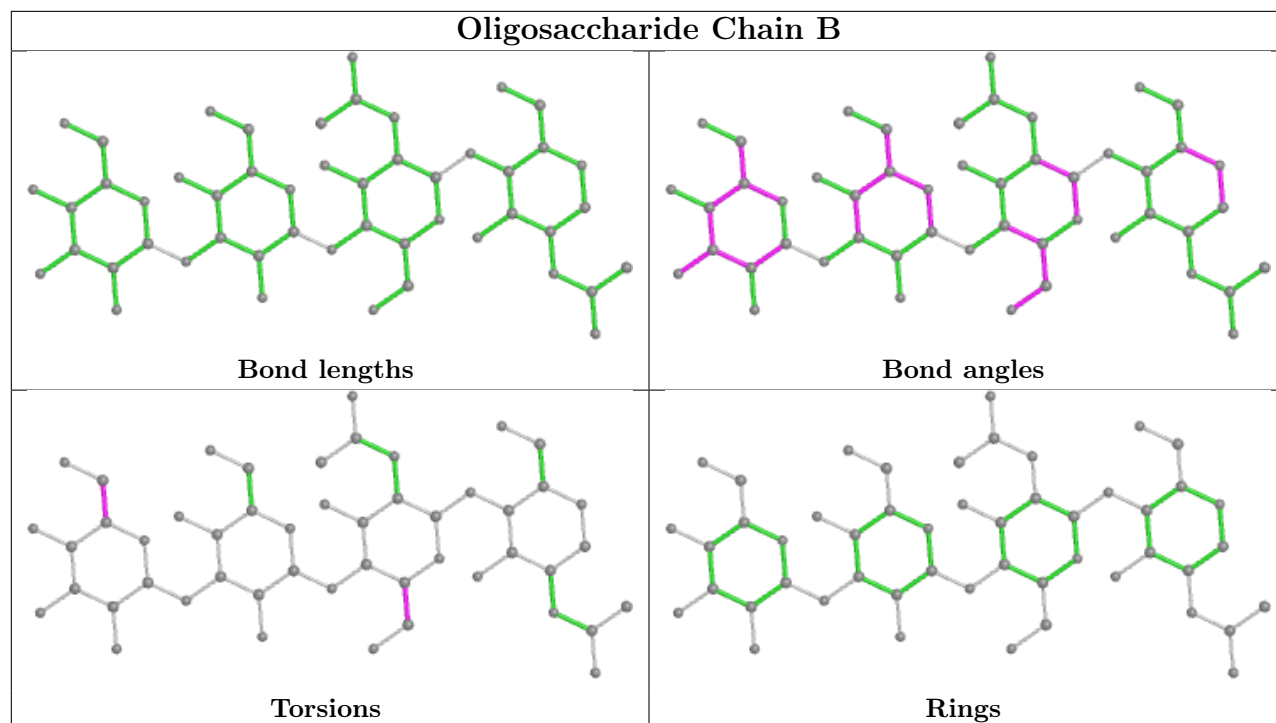 Oligosaccharide Chain B
Bond lengths
Bond angles
Torsions
Rings